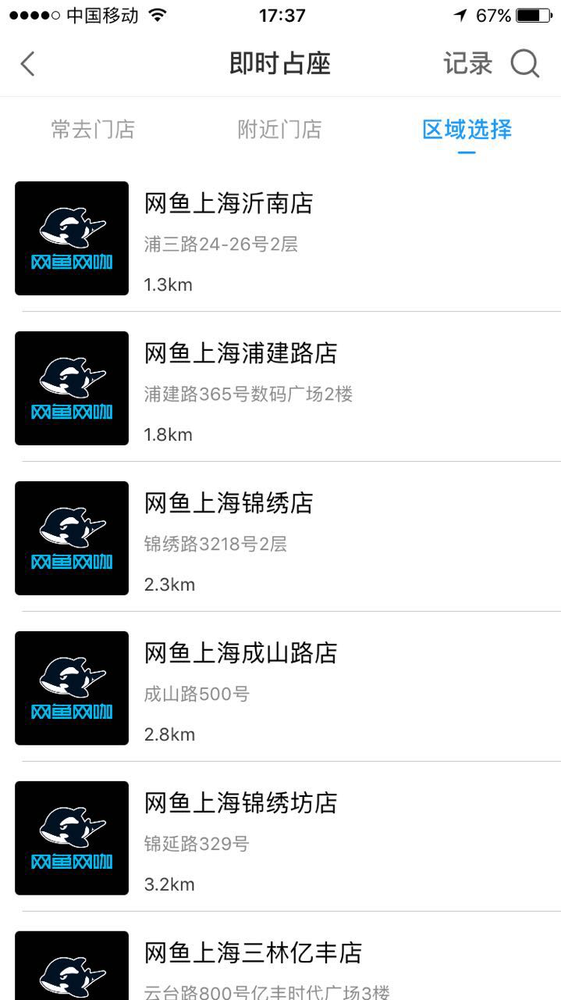 中国移动 17:37 67%
即时占座 记录
常去门店 附近门店 区域选择
网鱼上海沂南店
浦三路24-26号2层
网鱼网咖
1.3km
网鱼上海浦建路店
浦建路365号数码广场2楼
网鱼网咖
1.8km
网鱼上海锦绣店
锦绣路3218号2层
网鱼网咖
2.3km
网鱼上海成山路店
成山路500号
网鱼网咖
2.8km
网鱼上海锦绣坊店
锦延路329号
网鱼网咖
3.2km
网鱼上海三林亿丰店
云台路800号亿丰时代广场3楼